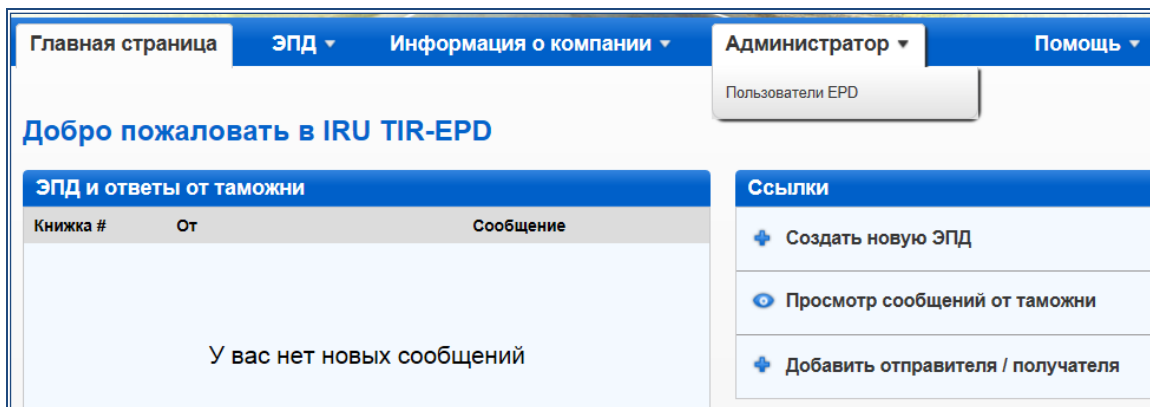 Главная страница ЭПД Информация о компании Администратор Помощь
Пользователи EPD
Добро пожаловать в IRU TIR-EPD
ЭПД и ответы от таможни
Книжка # От Сообщение
У вас нет новых сообщений
Ссылки
Создать новую ЭПД
Просмотр сообщений от таможни
Добавить отправителя / получателя